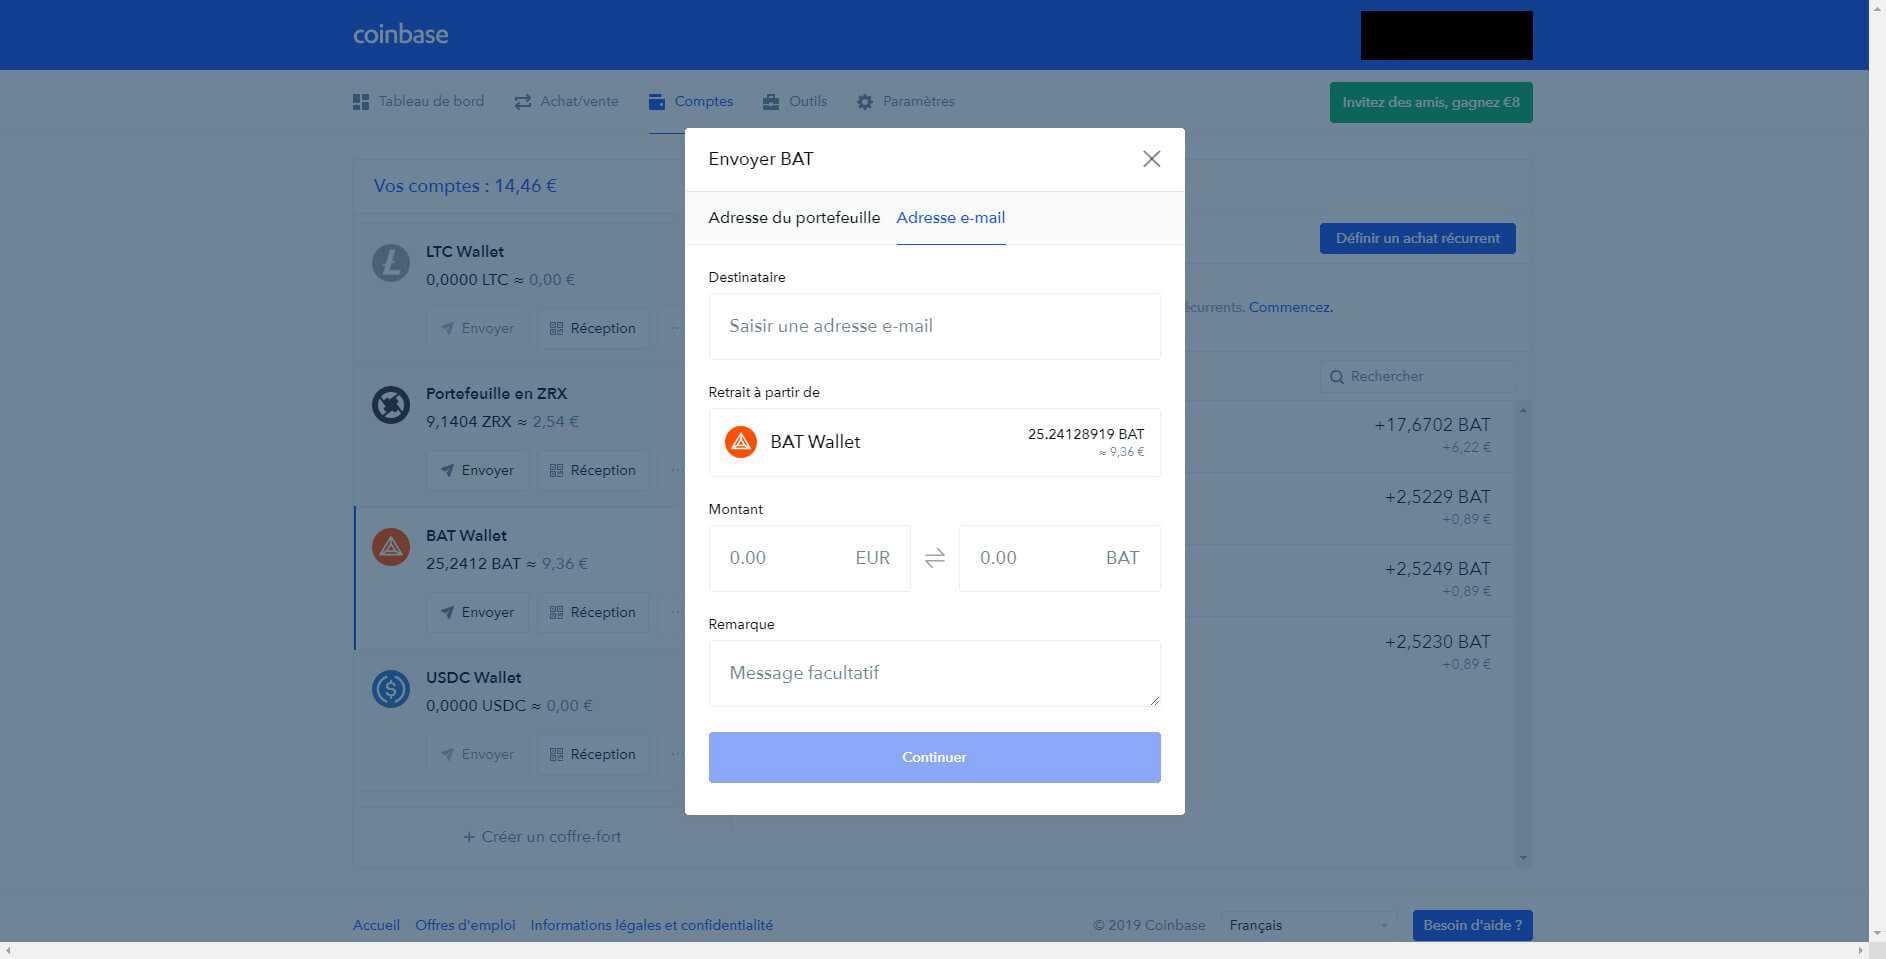 coinbase
Tableau de bord
Achat/vente
Comptes
Outils
Paramètres
Invitez des amis, gagnez €8
Vos comptes : 14,46 €
LTC Wallet
0,0000 LTC ≈ 0,00 €
Envoyer
Réception
Portefeuille en ZRX
9,1404 ZRX ≈ 2,54 €
Envoyer
Réception
BAT Wallet
25,2412 BAT ≈ 9,36 €
Envoyer
Réception
USDC Wallet
0,0000 USDC ≈ 0,00 €
Envoyer
Réception
+ Créer un coffre-fort
Envoyer BAT
Adresse du portefeuille
Adresse e-mail
Destinataire
Saisir une adresse e-mail
Retrait à partir de
BAT Wallet
25.24128919 BAT
≈ 9,36 €
Montant
0.00 EUR
0.00 BAT
Remarque
Message facultatif
Continuer
Définir un achat récurrent
écurrents. Commencez.
Rechercher
+17,6702 BAT
+6,22 €
+2,5229 BAT
+0,89 €
+2,5249 BAT
+0,89 €
+2,5230 BAT
+0,89 €
Accueil
Offres d'emploi
Informations légales et confidentialité
© 2019 Coinbase
Français
Besoin d'aide ?